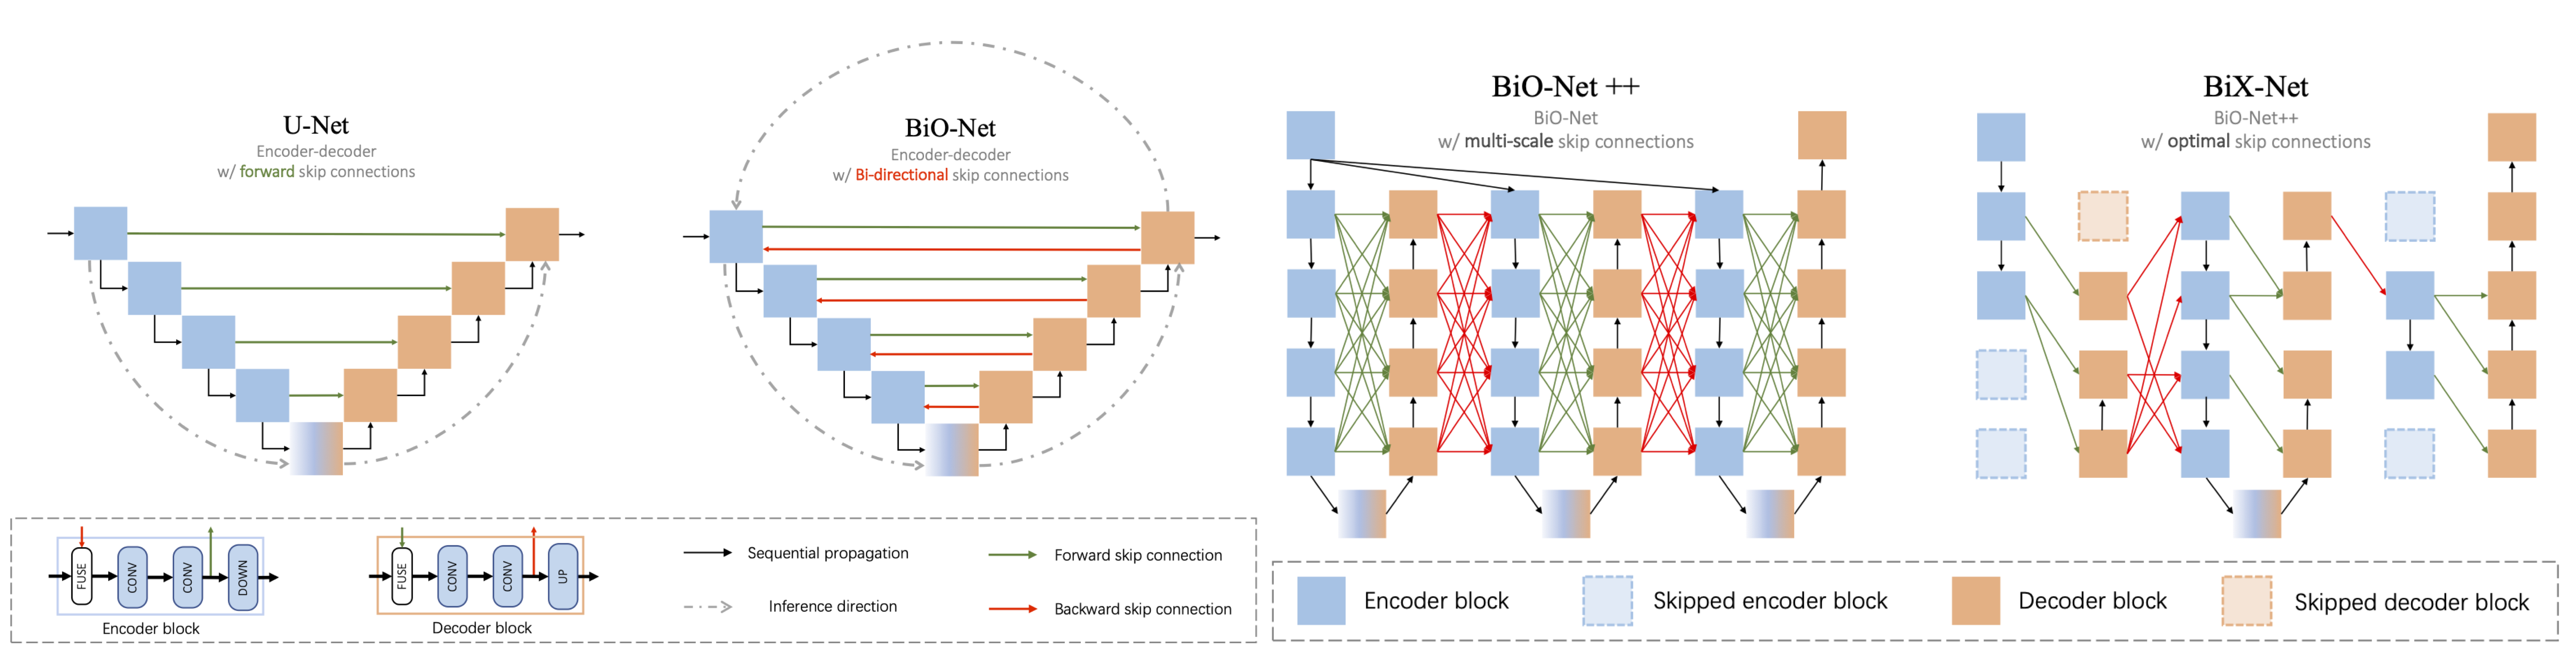 U-Net
Encoder-decoder
w/ forward skip connections
BiO-Net
Encoder-decoder
w/ Bi-directional skip connections
BiO-Net ++
BiO-Net
w/ multi-scale skip connections
BiX-Net
BiO-Net++
w/ optimal skip connections
FUSE
CONV
CONV
DOWN
Encoder block
FUSE
CONV
CONV
UP
Decoder block
Sequential propagation
Forward skip connection
Inference direction
Backward skip connection
Encoder block
Skipped encoder block
Decoder block
Skipped decoder block